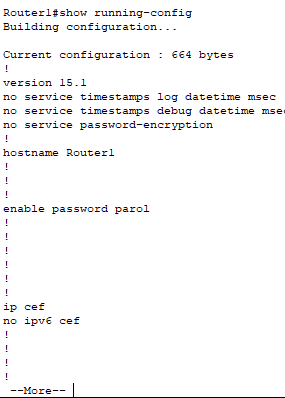 Router1#show running-config
Building configuration...
Current configuration : 664 bytes
!
version 15.1
no service timestamps log datetime msec
no service timestamps debug datetime mse
no service password-encryption
!
hostname Router1
!
!
!
enable password parol
!
!
!
!
!
!
ip cef
no ipv6 cef
!
!
!
!
--More--